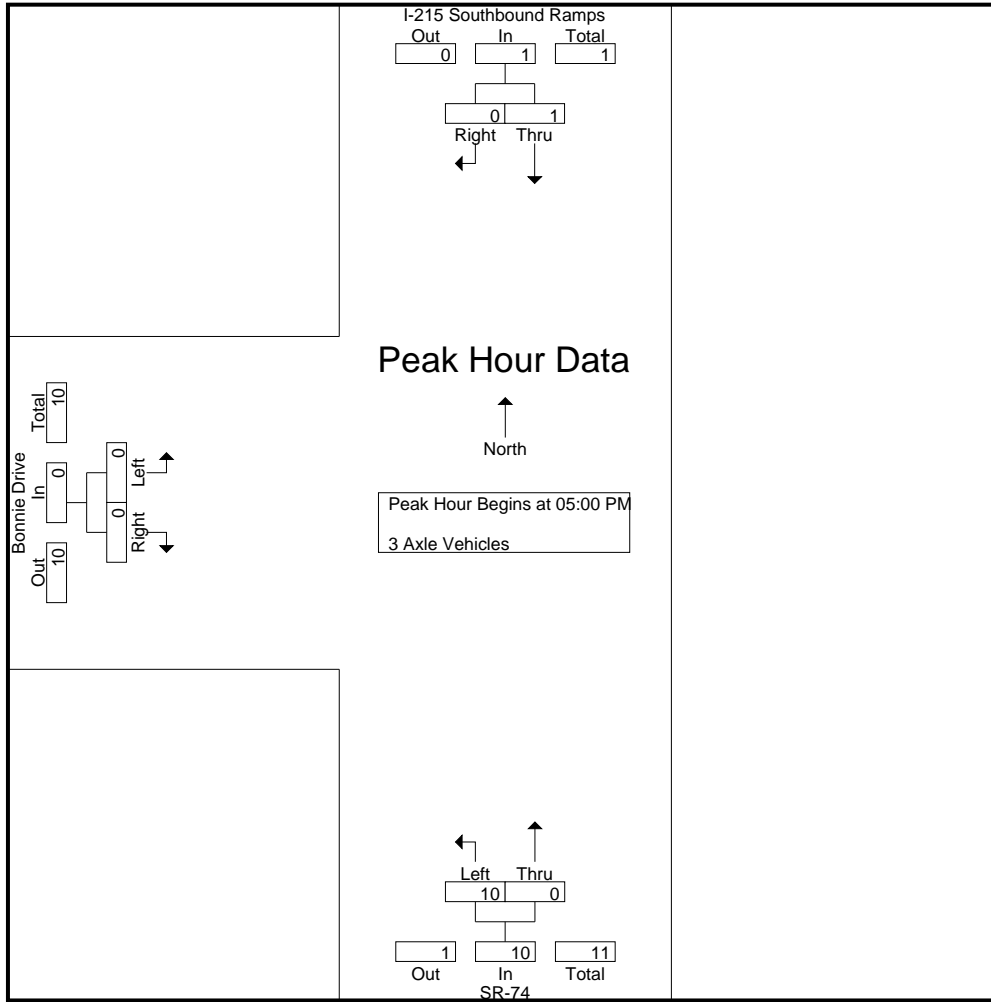 I-215 Southbound Ramps
Out In Total
0 1 1
0 1
Right Thru
Peak Hour Data
North
Peak Hour Begins at 05:00 PM
3 Axle Vehicles
Bonnie Drive
Out In Total
10 0 10
0 0
Right Left
Left Thru
10 0
1 10 11
Out In Total
SR-74